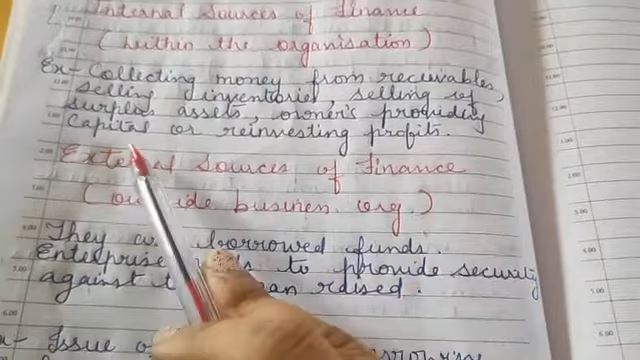 Internal Sources of Finance
(within the organisation)
Ex- Collecting money from receivables,
selling inventories, selling of
surplus assets, owner's providing
capital or reinvesting profits.
External Sources of Finance
(outside business org.)
They borrowed funds.
Enterprise to provide security
against raised.
Issue